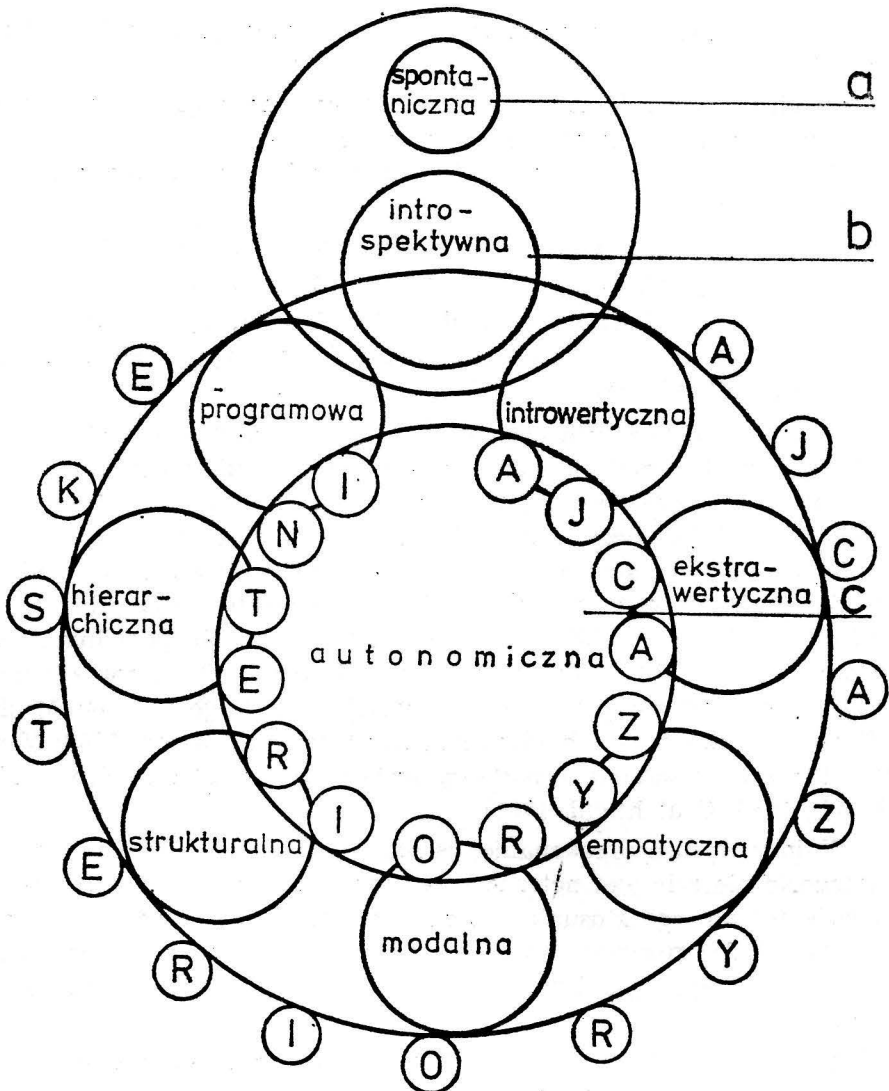 sponta-
niczna
a
intro-
spektywna
b
programowa
introwertyczna
hierar-
chiczna
ekstra-
wertyczna
c
autonomiczna
strukturalna
empatyczna
modalna
I N T E R I O R Y Z A C J A
E K S T E R I O R Y Z A C J A